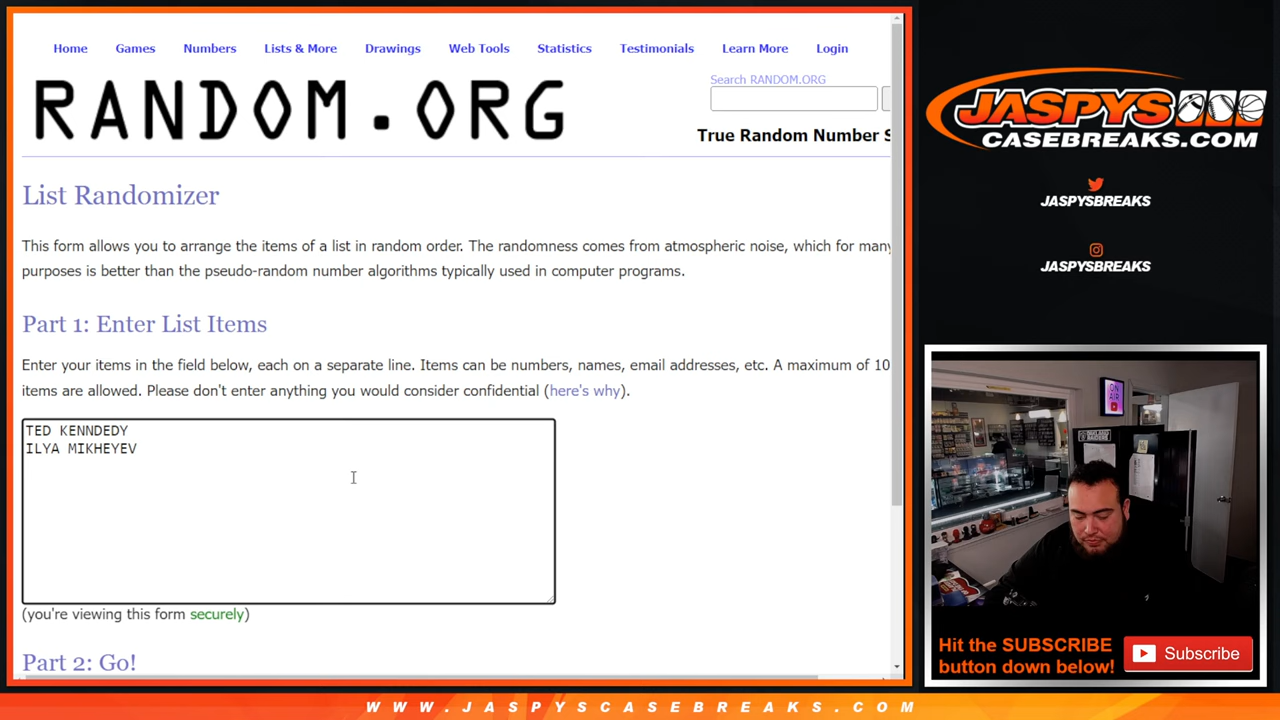 Home Games Numbers Lists & More Drawings Web Tools Statistics Testimonials Learn More Login
RANDOM.ORG
Search RANDOM.ORG
True Random Number S
List Randomizer
This form allows you to arrange the items of a list in random order. The randomness comes from atmospheric noise, which for many
purposes is better than the pseudo-random number algorithms typically used in computer programs.
Part 1: Enter List Items
Enter your items in the field below, each on a separate line. Items can be numbers, names, email addresses, etc. A maximum of 10
items are allowed. Please don't enter anything you would consider confidential (here's why).
TED KENNDEDY
ILYA MIKHEYEV
(you're viewing this form securely)
Part 2: Go!
JASPYS
CASEBREAKS.COM
JASPYSBREAKS
JASPYSBREAKS
ON
AIR
Hit the SUBSCRIBE
button down below!
Subscribe
WWW.JASPYSCASEBREAKS.COM